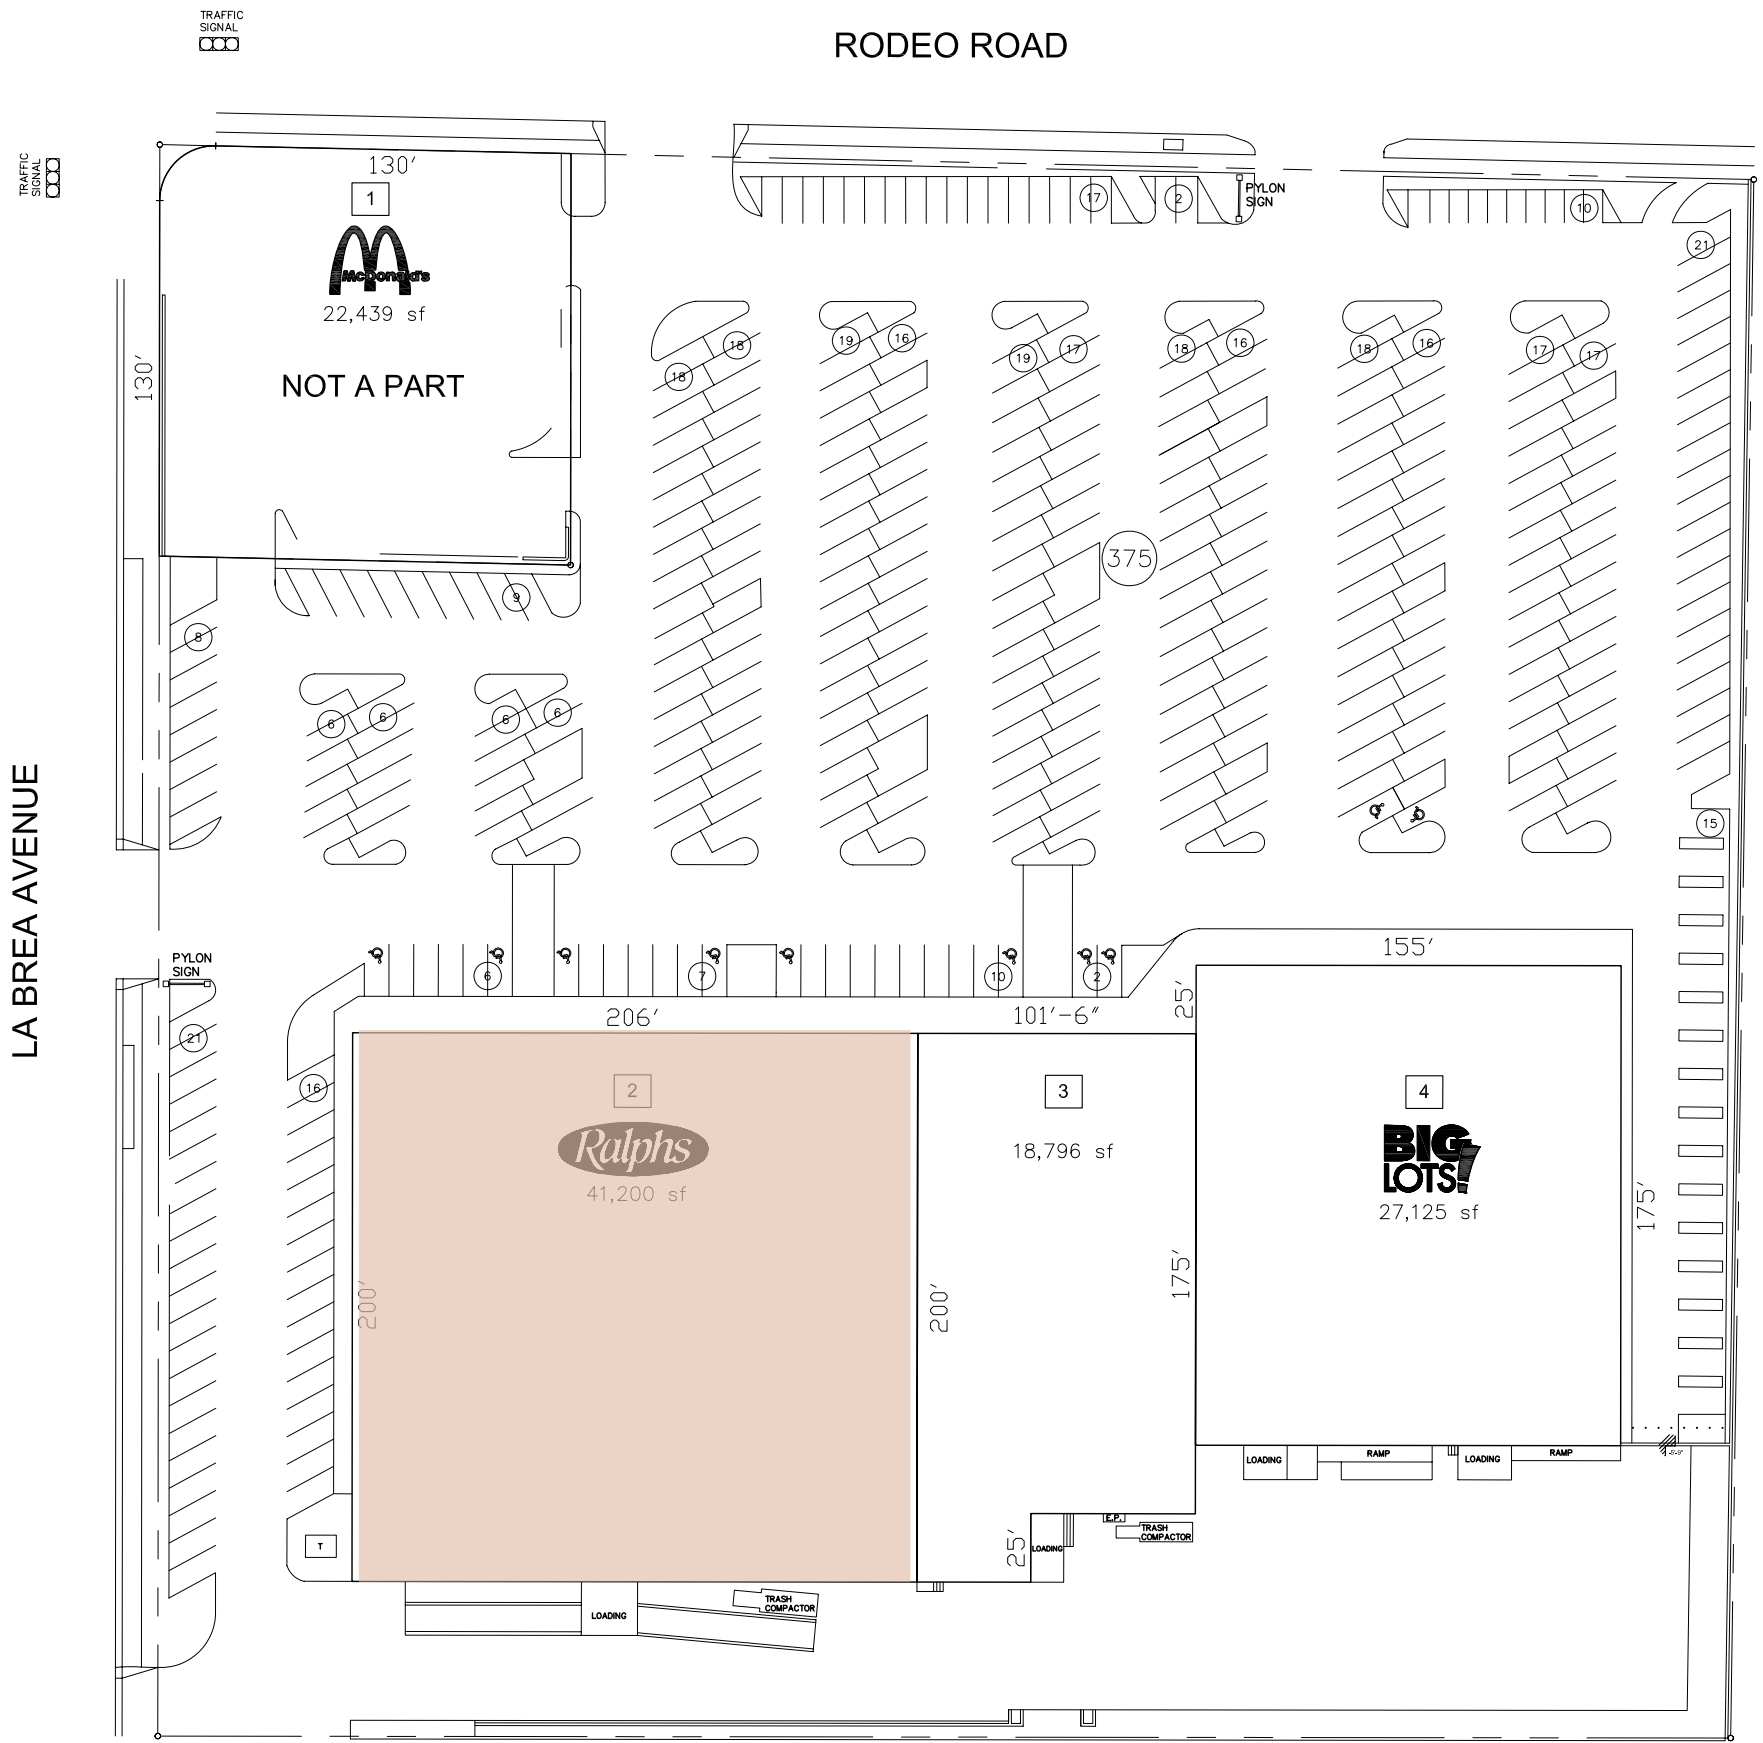 TRAFFIC
SIGNAL
RODEO ROAD
TRAFFIC
SIGNAL
130′
1
McDonald's
22,439 sf
NOT A PART
130′
17
2
PYLON
SIGN
10
21
18
18
19
16
19
17
18
16
18
16
17
17
375
9
8
6
6
6
6
15
LA BREA AVENUE
PYLON
SIGN
21
16
6
7
10
2
206′
101′-6″
25′
155′
2
Ralphs
41,200 sf
200′
3
18,796 sf
200′
175′
4
BIG
LOTS!
27,125 sf
175′
LOADING
RAMP
LOADING
RAMP
T
25′
LOADING
E.P.
TRASH
COMPACTOR
LOADING
TRASH
COMPACTOR